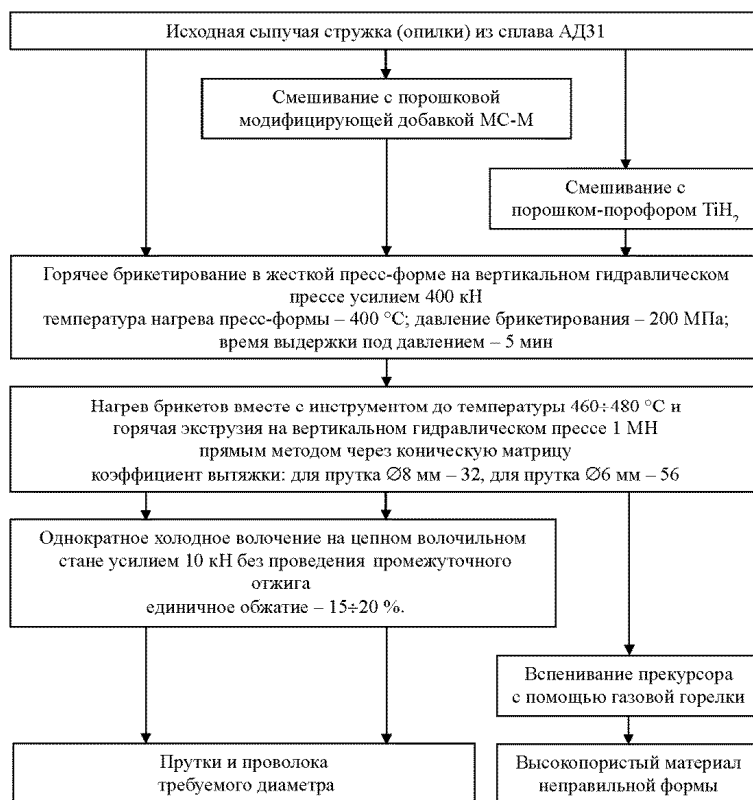 Исходная сыпучая стружка (опилки) из сплава АД31
Смешивание с порошковой
модифицирующей добавкой МС-М
Смешивание с
порошком-порофором TiH₂
Горячее брикетирование в жесткой пресс-форме на вертикальном гидравлическом
прессе усилием 400 кН
температура нагрева пресс-формы – 400 °С; давление брикетирования – 200 МПа;
время выдержки под давлением – 5 мин
Нагрев брикетов вместе с инструментом до температуры 460÷480 °С и
горячая экструзия на вертикальном гидравлическом прессе 1 МН
прямым методом через коническую матрицу
коэффициент вытяжки: для прутка ∅8 мм – 32, для прутка ∅6 мм – 56
Однократное холодное волочение на цепном волочильном
стане усилием 10 кН без проведения промежуточного
отжига
единичное обжатие – 15÷20 %.
Вспенивание прекурсора
с помощью газовой горелки
Прутки и проволока
требуемого диаметра
Высокопористый материал
неправильной формы